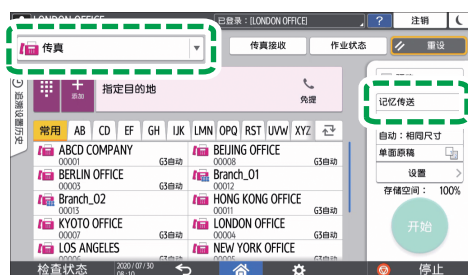 LONDON OFFICE 已登录：[LONDON OFFICE] ? 注销
传真 传真接收 作业状态 重设
追溯设置历史
添加 指定目的地 免提
记忆传送
常用 AB CD EF GH IJK LMN OPQ RST UVW XYZ
自动：相同尺寸
ABCD COMPANY BEIJING OFFICE
00001 G3自动 00008 G3自动
单面原稿
BERLIN OFFICE Branch_01
00003 G3自动 00012
设置
Branch_02 HONG KONG OFFICE
00013 00011 G3自动
存储空间： 100%
KYOTO OFFICE LONDON OFFICE
00007 G3自动 00004 G3自动
开始
LOS ANGELES NEW YORK OFFICE
检查状态 2020/07/30 停止